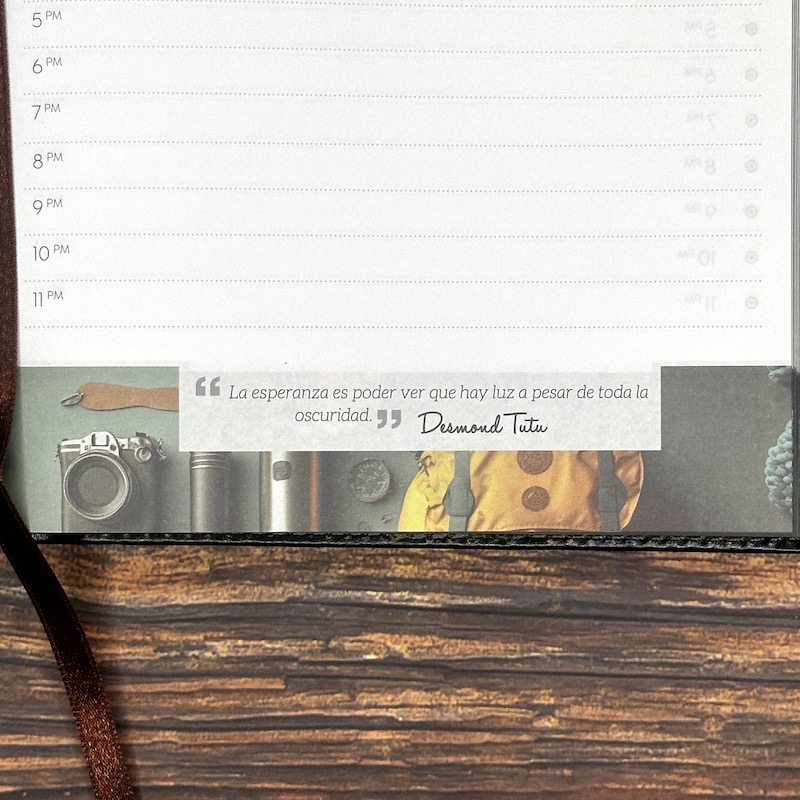 5 PM
6 PM
7 PM
8 PM
9 PM
10 PM
11 PM
“ La esperanza es poder ver que hay luz a pesar de toda la
oscuridad. ” Desmond Tutu